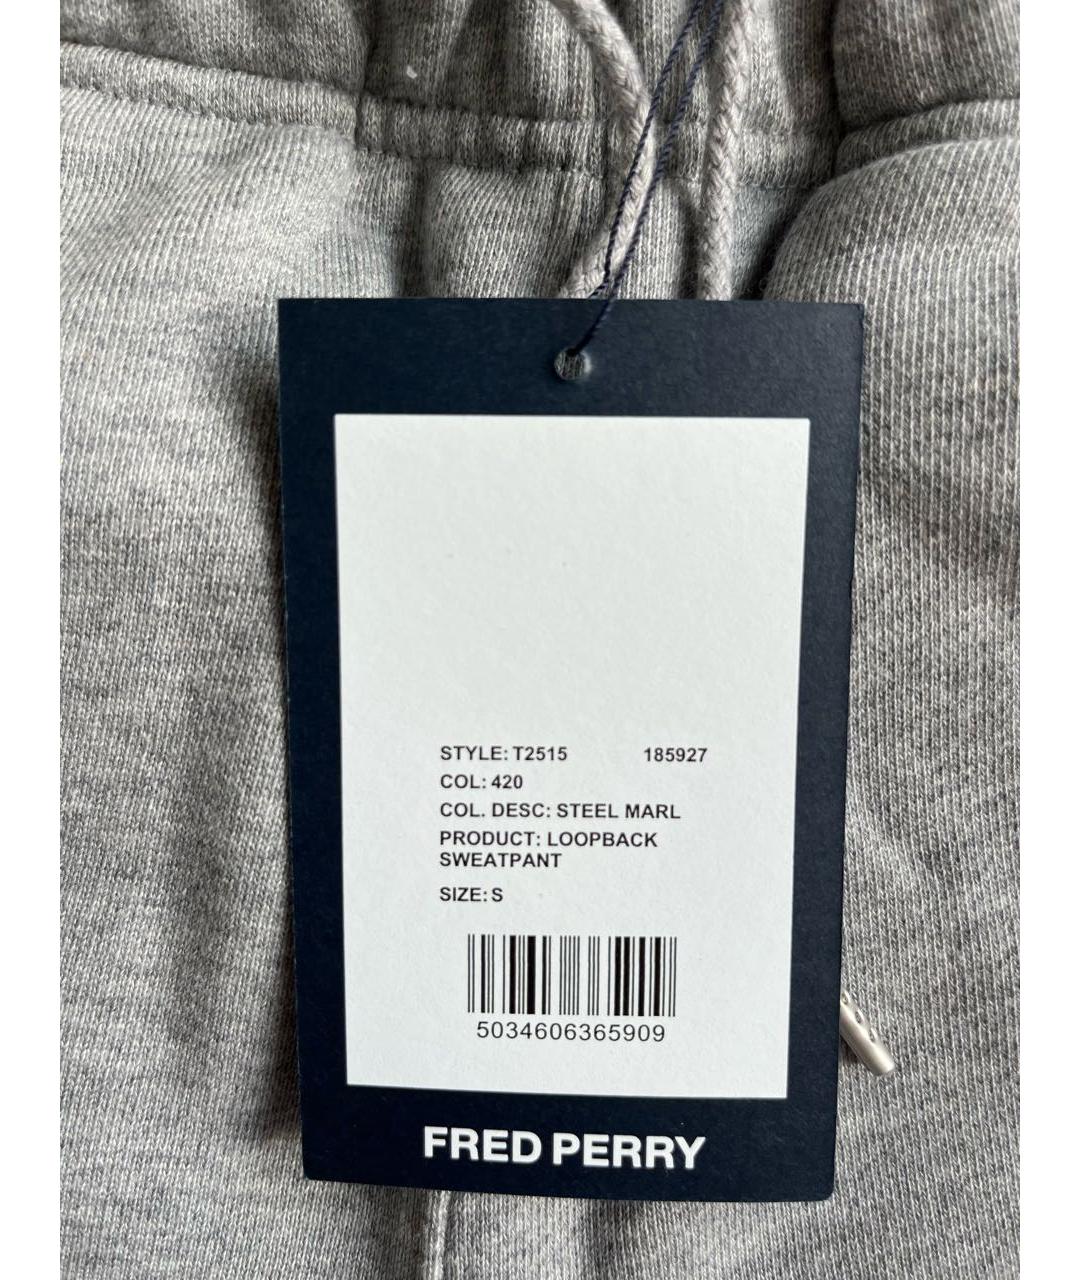 STYLE: T2515 185927
COL: 420
COL. DESC: STEEL MARL
PRODUCT: LOOPBACK
SWEATPANT
SIZE: S
5034606365909
FRED PERRY